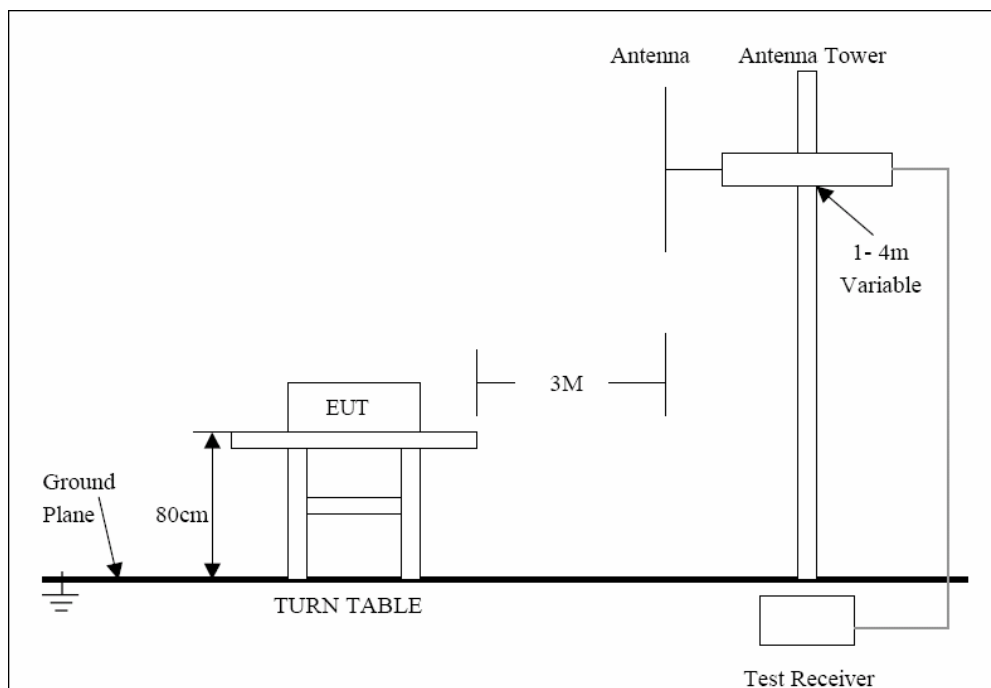 Antenna
Antenna Tower
1- 4m
Variable
3M
EUT
Ground
Plane
80cm
TURN TABLE
Test Receiver